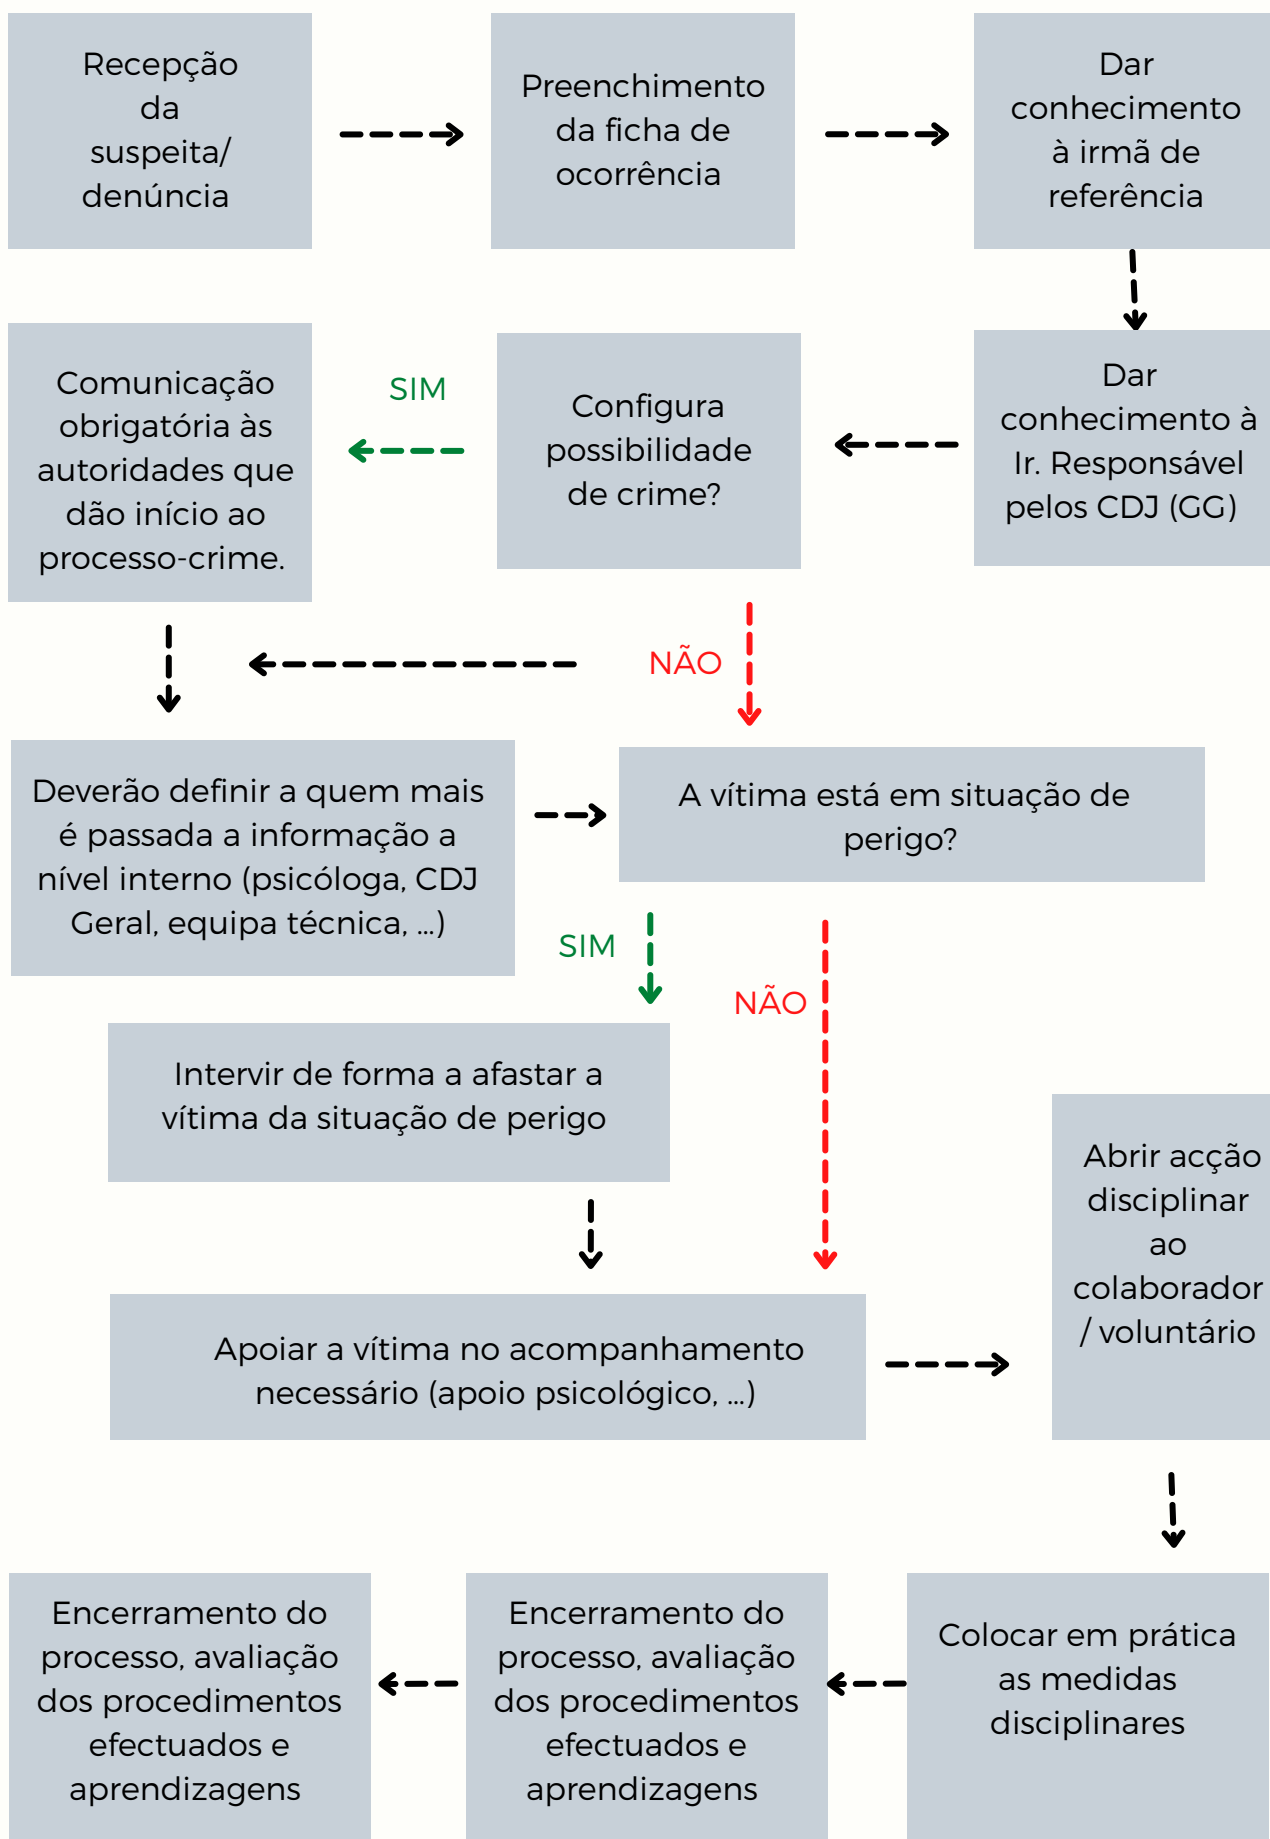 Recepção
da
suspeita/
denúncia
Preenchimento
da ficha de
ocorrência
Dar
conhecimento
à irmã de
referência
Comunicação
obrigatória às
autoridades que
dão início ao
processo-crime.
SIM
Configura
possibilidade
de crime?
Dar
conhecimento à
Ir. Responsável
pelos CDJ (GG)
NÃO
Deverão definir a quem mais
é passada a informação a
nível interno (psicóloga, CDJ
Geral, equipa técnica, ...)
A vítima está em situação de
perigo?
SIM
NÃO
Intervir de forma a afastar a
vítima da situação de perigo
Apoiar a vítima no acompanhamento
necessário (apoio psicológico, ...)
Abrir acção
disciplinar
ao
colaborador
/ voluntário
Encerramento do
processo, avaliação
dos procedimentos
efectuados e
aprendizagens
Encerramento do
processo, avaliação
dos procedimentos
efectuados e
aprendizagens
Colocar em prática
as medidas
disciplinares